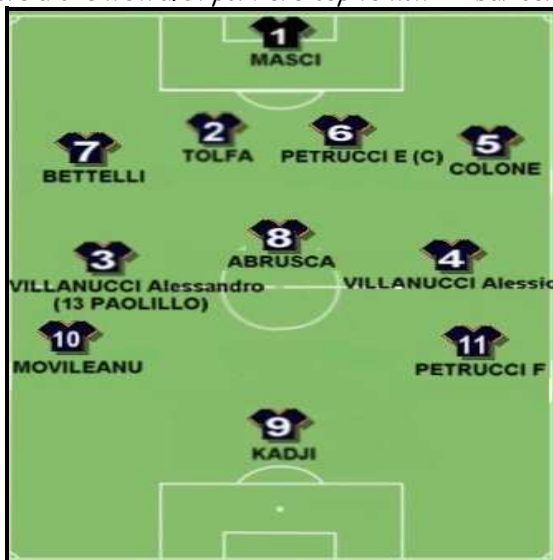 1
MASCI
7
BETTELLI
2
TOLFA
6
PETRUCCI E (C)
5
COLONE
3
VILLANUCCI Alessandro
(13 PAOLILLO)
8
ABRUSCA
4
VILLANUCCI Alessio
10
MOVILEANU
11
PETRUCCI F
9
KADJI